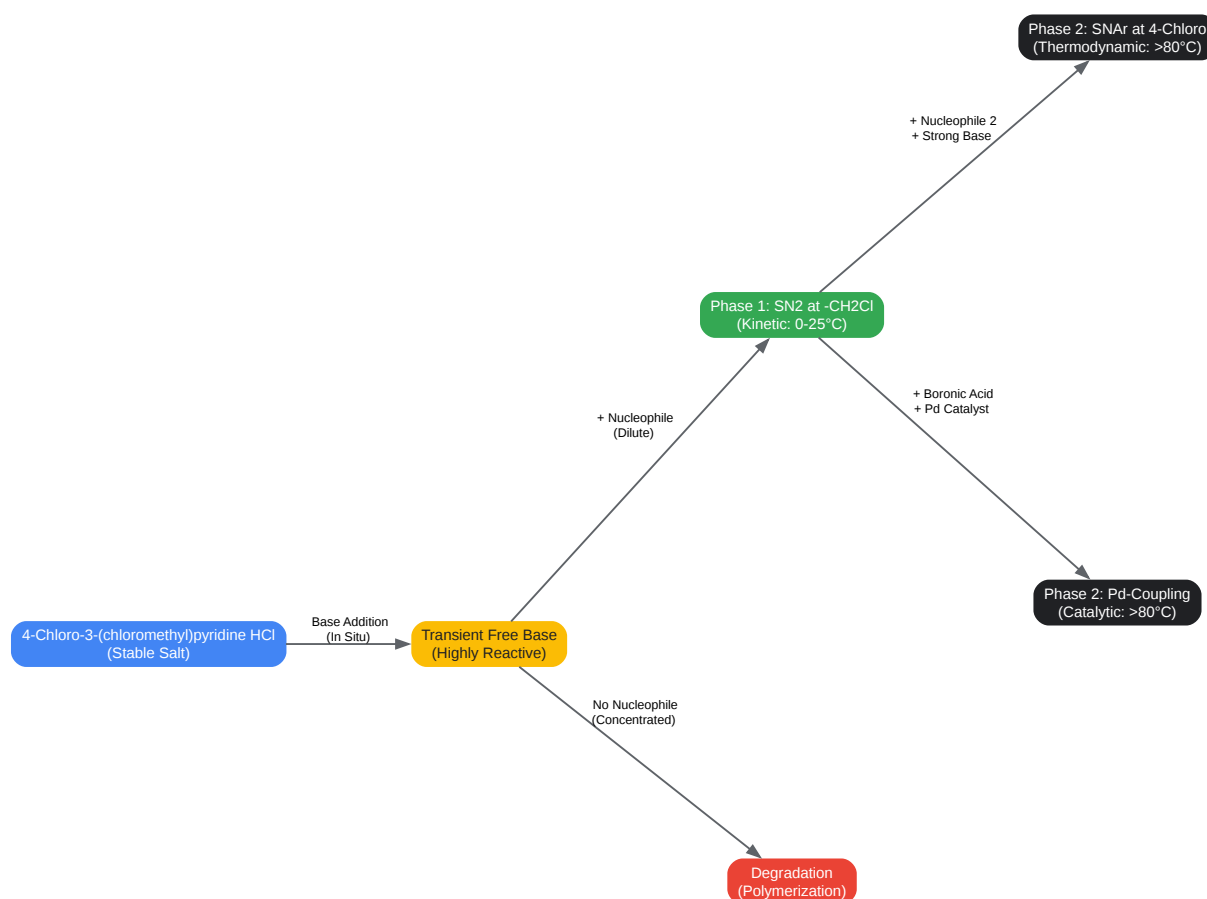 Phase 2: SNAr at 4-Chloro
(Thermodynamic: >80°C)
+ Nucleophile 2
+ Strong Base
Phase 1: SN2 at -CH2Cl
(Kinetic: 0-25°C)
+ Boronic Acid
+ Pd Catalyst
+ Nucleophile
(Dilute)
Phase 2: Pd-Coupling
(Catalytic: >80°C)
4-Chloro-3-(chloromethyl)pyridine HCl
(Stable Salt)
Base Addition
(In Situ)
Transient Free Base
(Highly Reactive)
No Nucleophile
(Concentrated)
Degradation
(Polymerization)